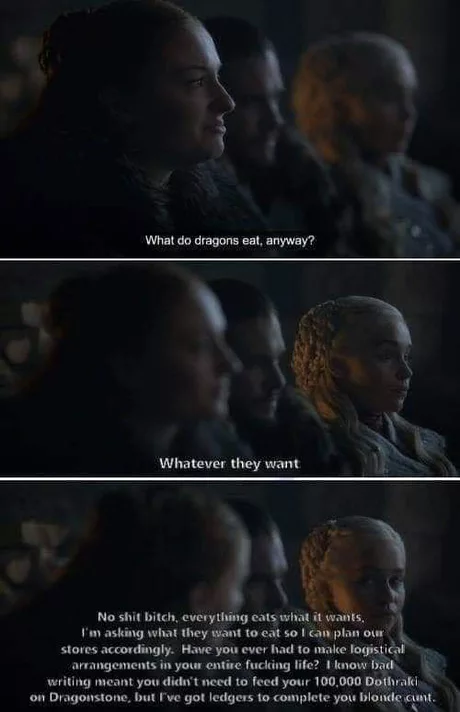 What do dragons eat, anyway?
Whatever they want
No shit bitch, everything eats what it wants,
I'm asking what they want to eat so I can plan our
stores accordingly. Have you ever had to make logistical
arrangements in your entire fucking life? I know bad
writing meant you didn't need to feed your 100,000 Dothraki
on Dragonstone, but I've got ledgers to complete you blonde cunt.